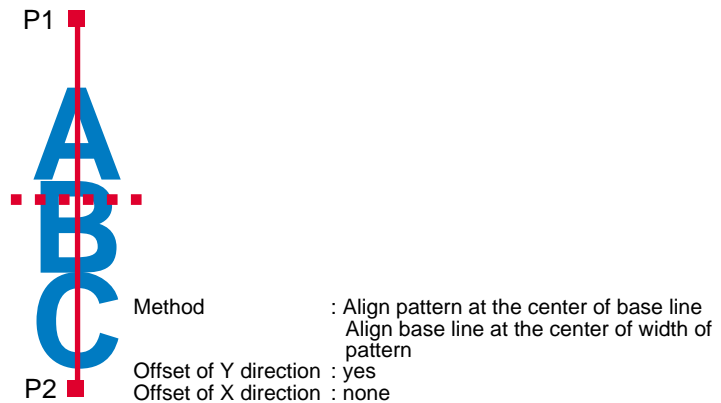 P1
A
B
C
Method : Align pattern at the center of base line
Align base line at the center of width of
pattern
Offset of Y direction : yes
P2
Offset of X direction : none